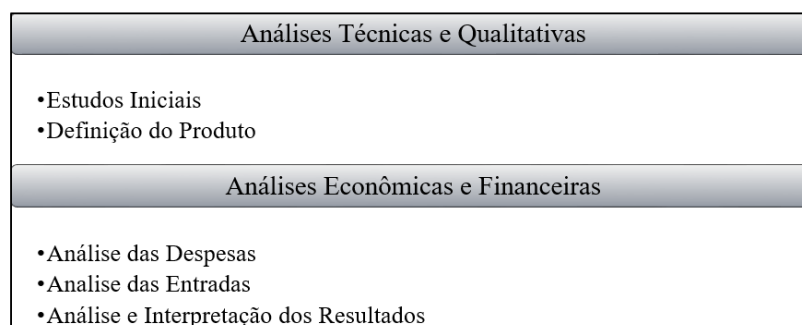 Análises Técnicas e Qualitativas
•Estudos Iniciais
•Definição do Produto
Análises Econômicas e Financeiras
•Análise das Despesas
•Analise das Entradas
•Análise e Interpretação dos Resultados